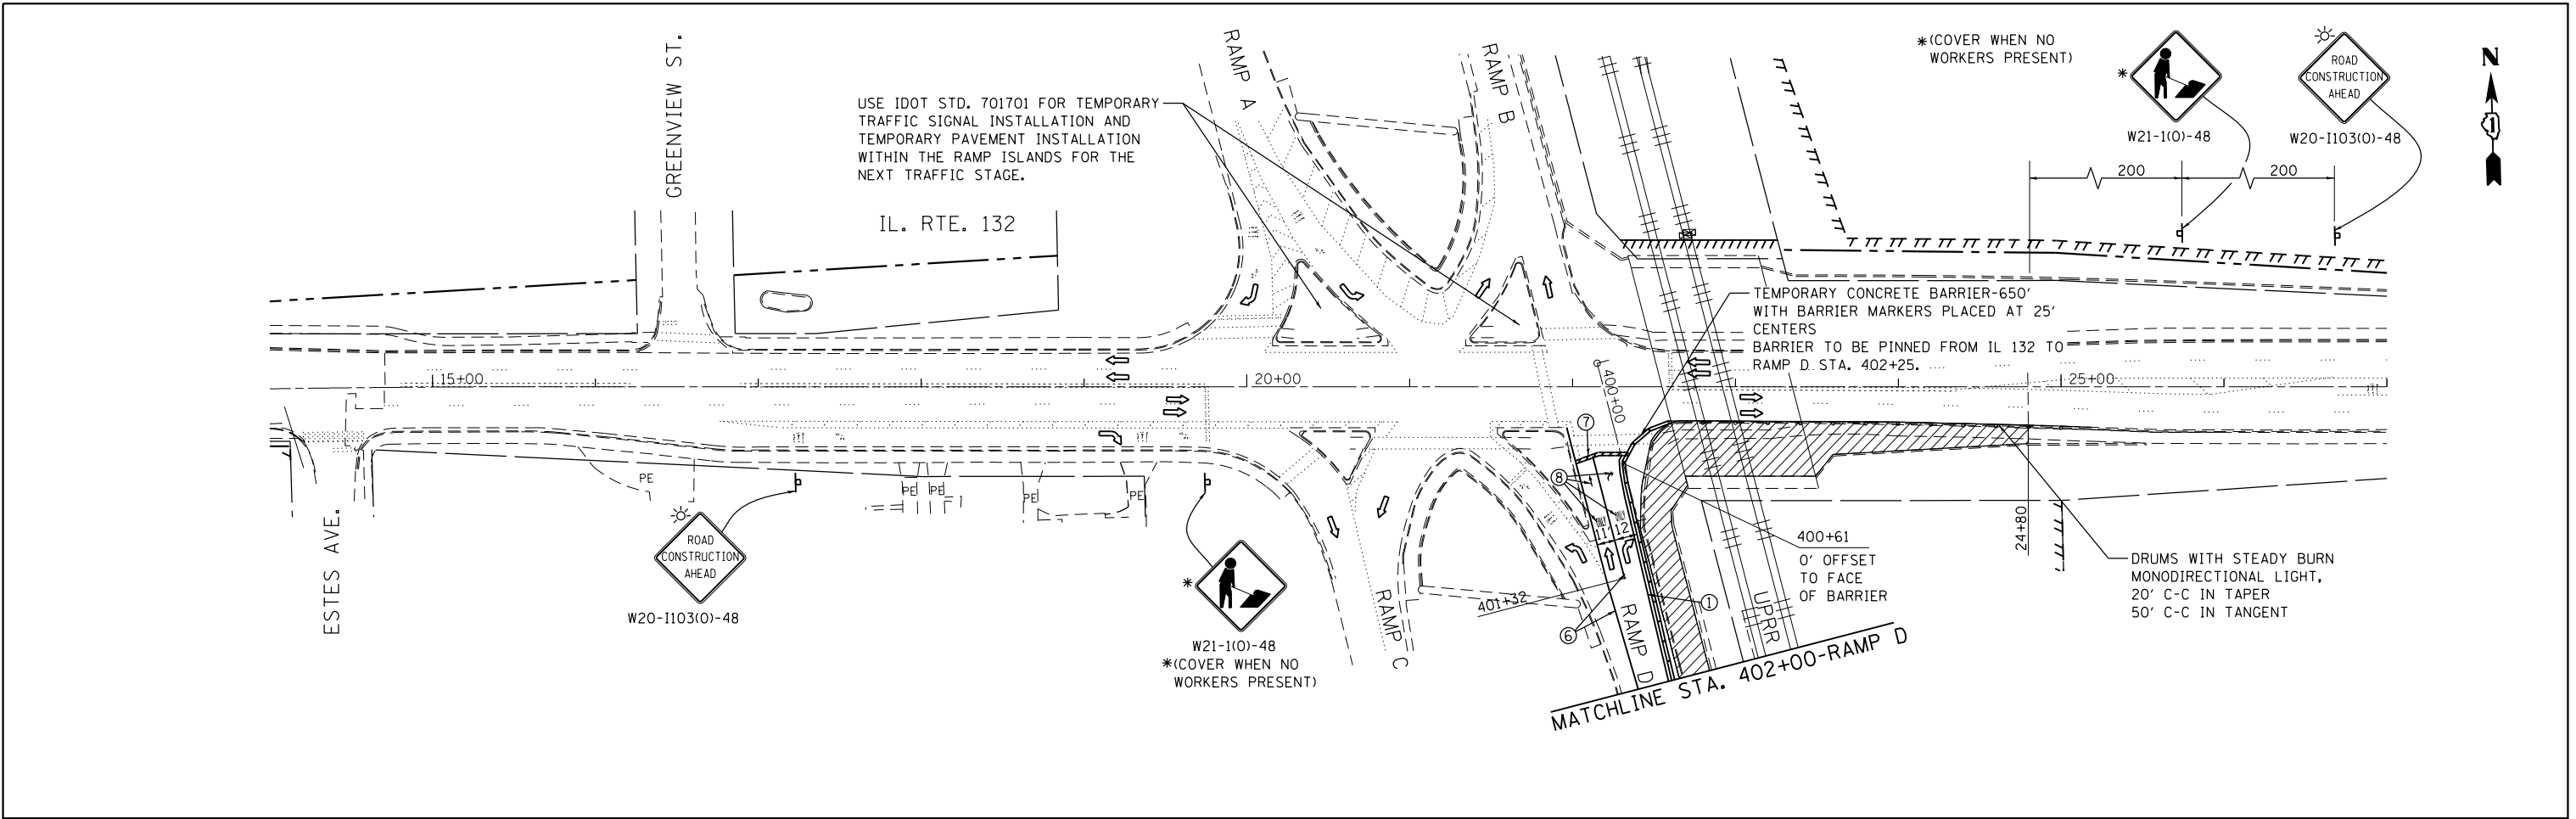 GREENVIEW ST.
RAMP A
RAMP B
*(COVER WHEN NO
WORKERS PRESENT)
*
W21-1(O)-48
ROAD
CONSTRUCTION
AHEAD
W20-I103(O)-48
N
USE IDOT STD. 701701 FOR TEMPORARY
TRAFFIC SIGNAL INSTALLATION AND
TEMPORARY PAVEMENT INSTALLATION
WITHIN THE RAMP ISLANDS FOR THE
NEXT TRAFFIC STAGE.
200
200
IL. RTE. 132
TEMPORARY CONCRETE BARRIER-650'
WITH BARRIER MARKERS PLACED AT 25'
CENTERS
BARRIER TO BE PINNED FROM IL 132 TO
RAMP D STA. 402+25.
15+00
20+00
400+00
25+00
7
8
PE
PE
PE
PE
PE
11
12
24+80
ESTES AVE.
ROAD
CONSTRUCTION
AHEAD
W20-I103(O)-48
*
W21-1(O)-48
*(COVER WHEN NO
WORKERS PRESENT)
RAMP C
401+32
6
RAMP D
1
UPRR
400+61
0' OFFSET
TO FACE
OF BARRIER
DRUMS WITH STEADY BURN
MONODIRECTIONAL LIGHT,
20' C-C IN TAPER
50' C-C IN TANGENT
MATCHLINE STA. 402+00-RAMP D